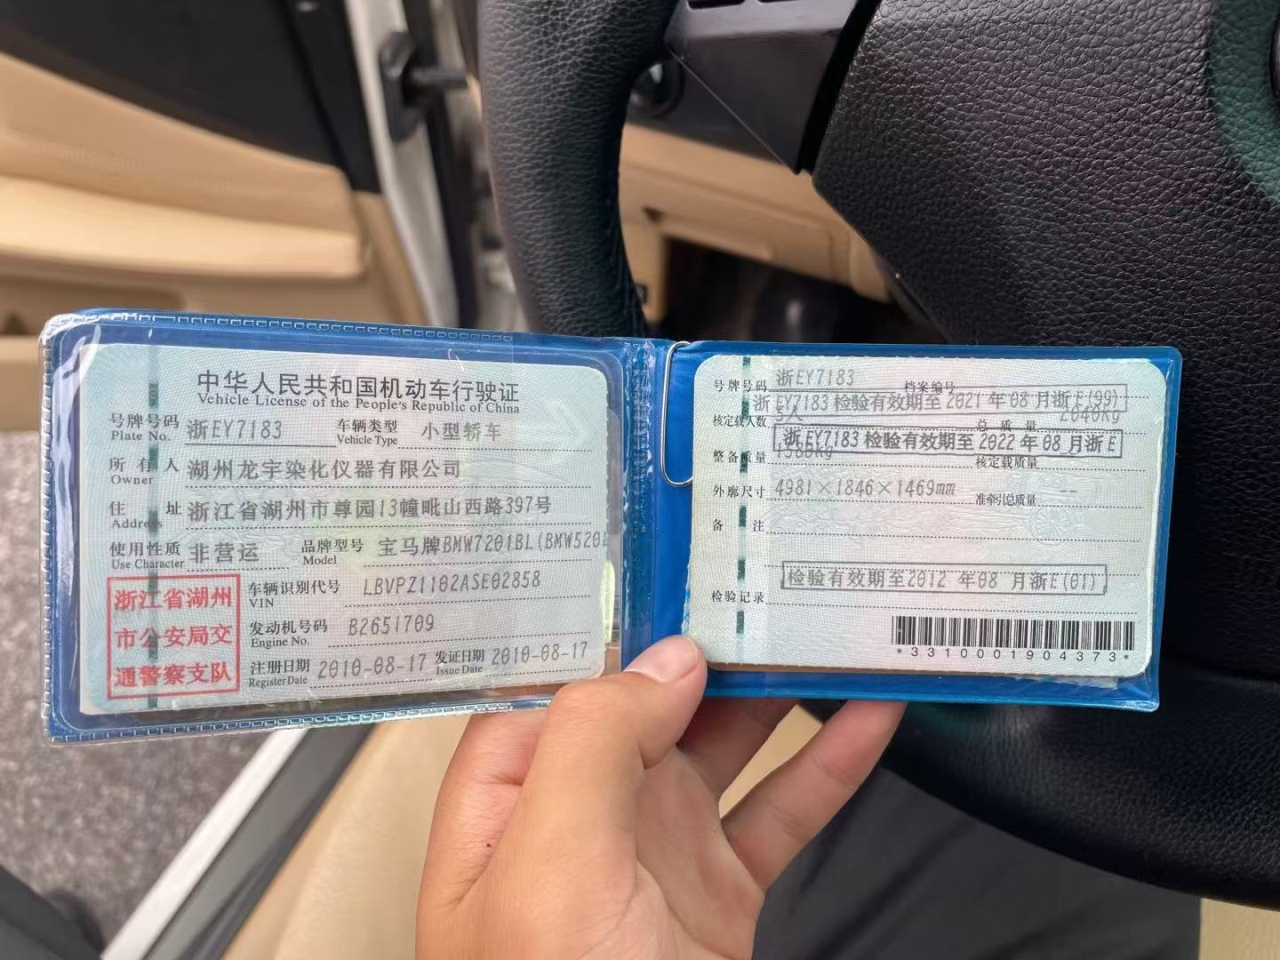 中华人民共和国机动车行驶证
Vehicle License of the People's Republic of China
号牌号码 浙EY7183 车辆类型 小型轿车
Plate No. Vehicle Type
所有人 湖州龙宇染化仪器有限公司
Owner
住址 浙江省湖州市尊园13幢毗山西路397号
Address
使用性质 非营运 品牌型号 宝马牌BMW7201BL(BMW520
Use Character Model
浙江省湖州
市公安局交
通警察支队
车辆识别代号 LBVPZ1102ASE02858
VIN
发动机号码 B2651709
Engine No.
注册日期 2010-08-17 发证日期 2010-08-17
Register Date Issue Date
号牌号码 浙EY7183 档案编号
浙EY7183检验有效期至2021年08月浙E(99)
核定载人数 5人 总质量 2040kg
浙EY7183检验有效期至2022年08月浙E
整备质量 1580kg 核定载质量
外廓尺寸 4981×1846×1469mm 准牵引总质量 --
备注
检验有效期至2012年08月浙E(01)
检验记录
*3310001904373*